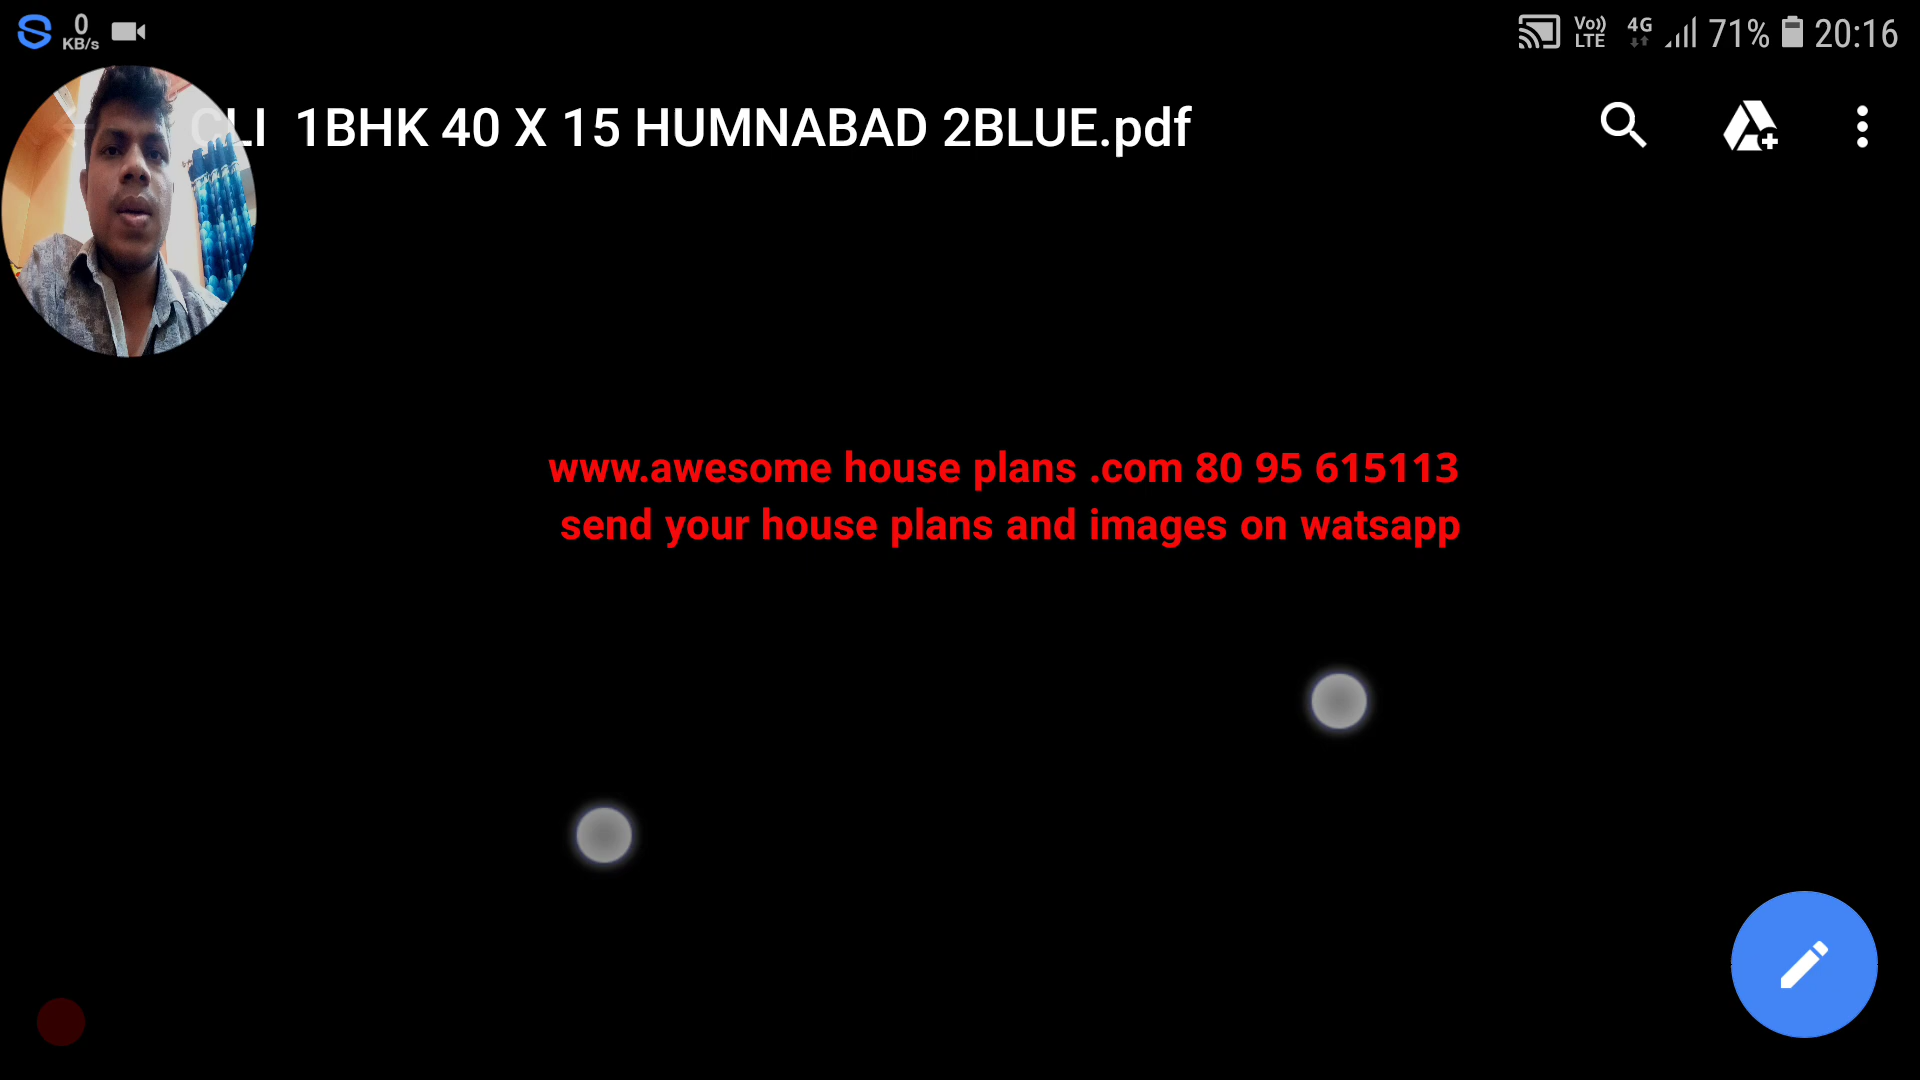 0
KB/s
Vo))
LTE
4G
71%
20:16
CLI 1BHK 40 X 15 HUMNABAD 2BLUE.pdf
www.awesome house plans .com 80 95 615113
send your house plans and images on watsapp